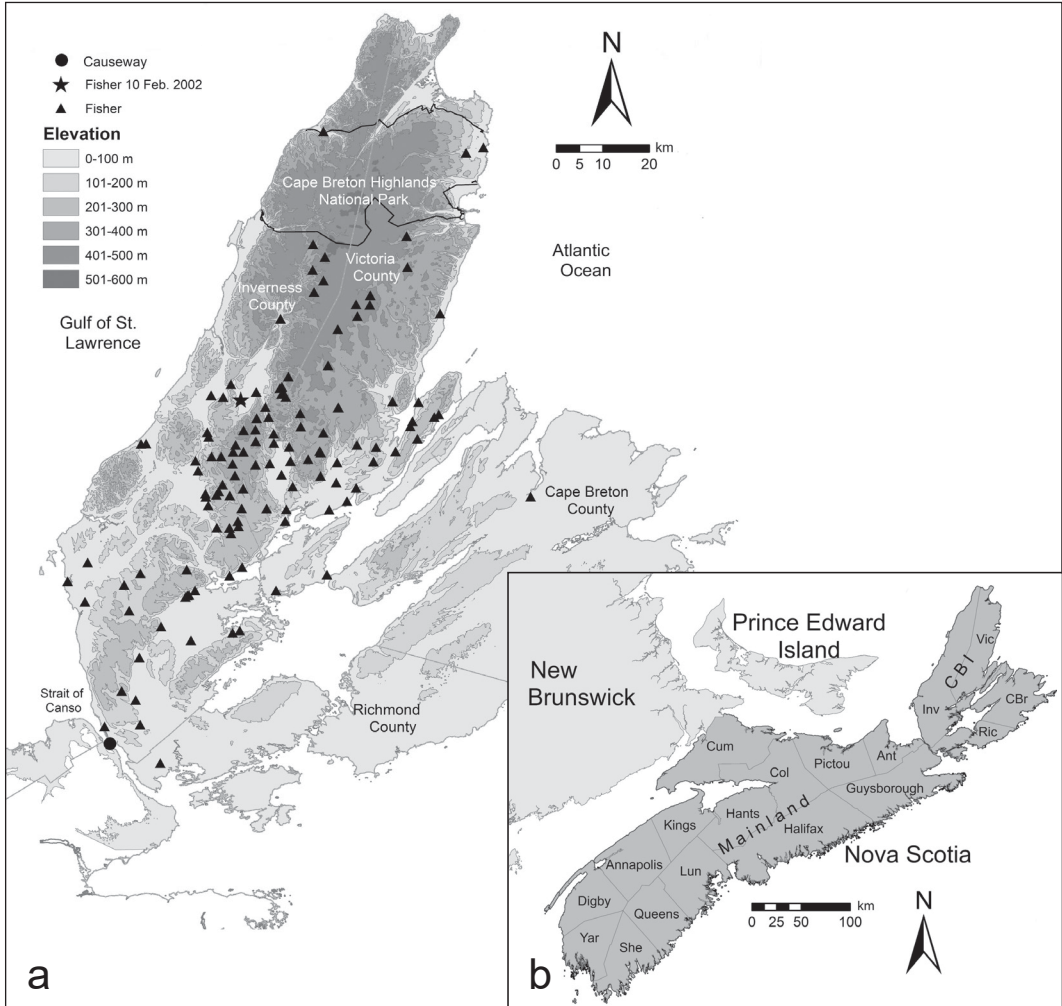 Causeway
Fisher 10 Feb. 2002
Fisher
Elevation
0-100 m
101-200 m
201-300 m
301-400 m
401-500 m
501-600 m
N
0 5 10 20 km
Cape Breton Highlands
National Park
Victoria
County
Inverness
County
Atlantic
Ocean
Gulf of St.
Lawrence
Cape Breton
County
Strait of
Canso
Richmond
County
a
Prince Edward
Island
New
Brunswick
Vic
CBI
Inv
CBr
Ric
Cum
Col
Pictou
Ant
Guysborough
Kings
Hants
Mainland
Halifax
Nova Scotia
Annapolis
Lun
Digby
Queens
Yar
She
0 25 50 100 km
N
b